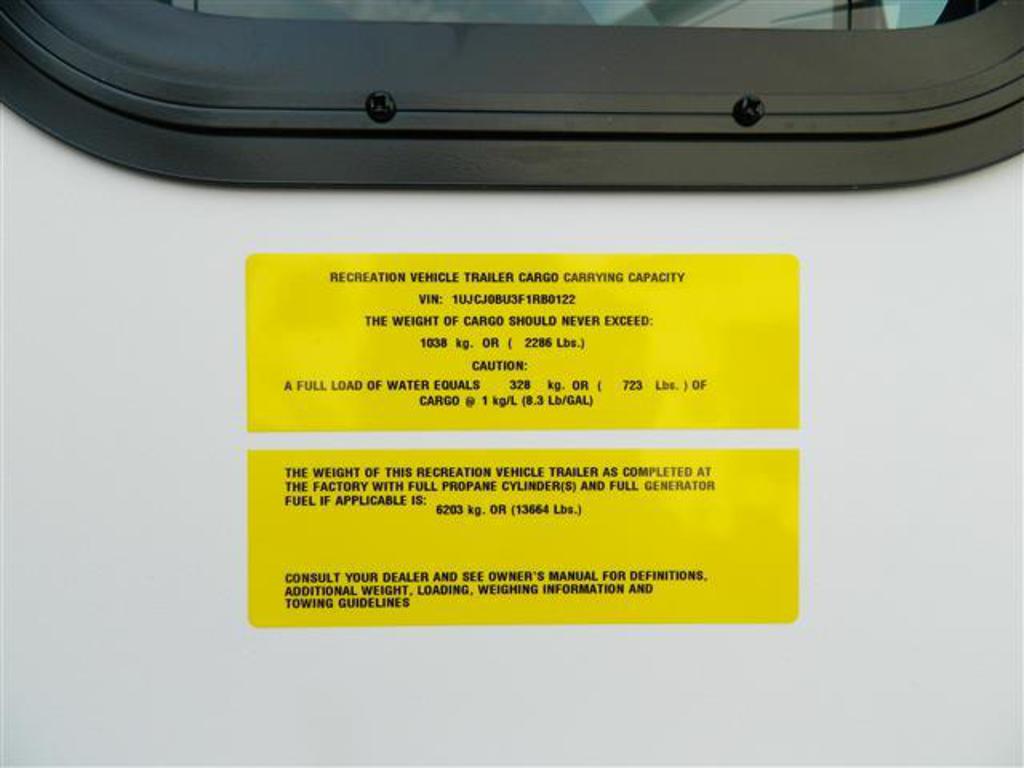 RECREATION VEHICLE TRAILER CARGO CARRYING CAPACITY
VIN: 1UJCJ0BU3F1RB0122
THE WEIGHT OF CARGO SHOULD NEVER EXCEED:
1038 kg. OR ( 2286 Lbs.)
CAUTION:
A FULL LOAD OF WATER EQUALS 328 kg. OR ( 723 Lbs. ) OF
CARGO @ 1 kg/L (8.3 Lb/GAL)
THE WEIGHT OF THIS RECREATION VEHICLE TRAILER AS COMPLETED AT
THE FACTORY WITH FULL PROPANE CYLINDER(S) AND FULL GENERATOR
FUEL IF APPLICABLE IS:
6203 kg. OR (13664 Lbs.)
CONSULT YOUR DEALER AND SEE OWNER'S MANUAL FOR DEFINITIONS,
ADDITIONAL WEIGHT, LOADING, WEIGHING INFORMATION AND
TOWING GUIDELINES